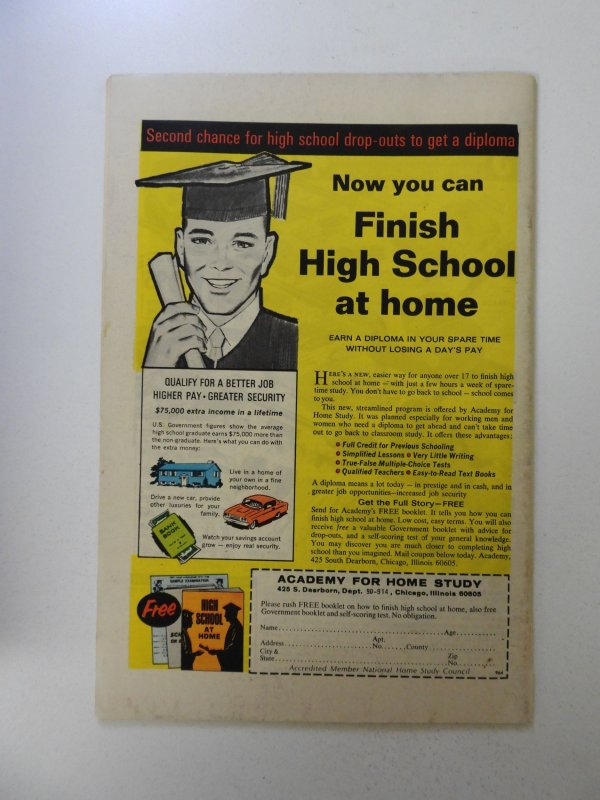 Second chance for high school drop-outs to get a diploma
Now you can
Finish
High School
at home
EARN A DIPLOMA IN YOUR SPARE TIME
WITHOUT LOSING A DAY'S PAY
HERE'S A NEW, easier way for anyone over 17 to finish high
school at home — with just a few hours a week of spare-
time study. You don't have to go back to school — school comes
to you.
This new, streamlined program is offered by Academy for
Home Study. It was planned especially for working men and
women who need a diploma to get ahead and can't take time
out to go back to classroom study. It offers these advantages:
• Full Credit for Previous Schooling
• Simplified Lessons • Very Little Writing
• True-False Multiple-Choice Tests
• Qualified Teachers • Easy-to-Read Text Books
A diploma means a lot today — in prestige and in cash, and in
greater job opportunities—increased job security
Get the Full Story—FREE
Send for Academy's FREE booklet. It tells you how you can
finish high school at home. Low cost, easy terms. You will also
receive free a valuable Government booklet with advice for
drop-outs, and a self-scoring test of your general knowledge.
You may discover you are much closer to completing high
school than you imagined. Mail coupon below today. Academy,
425 South Dearborn, Chicago, Illinois 60605.
QUALIFY FOR A BETTER JOB
HIGHER PAY • GREATER SECURITY
$75,000 extra income in a lifetime
U.S. Government figures show the average
high school graduate earns $75,000 more than
the non-graduate. Here's what you can do with
the extra money:
Live in a home of
your own in a fine
neighborhood.
Drive a new car, provide
other luxuries for your
family.
BANK
BOOK
Watch your savings account
grow — enjoy real security.
Free
SAMPLE EXAMINATION
HIGH
SCHOOL
AT
HOME
ACADEMY FOR HOME STUDY
425 S. Dearborn, Dept. 90-914, Chicago, Illinois 60605
Please rush FREE booklet on how to finish high school at home, also free
Government booklet and self-scoring test. No obligation.
Name Age
Address Apt. No. County
City & State Zip No.
Accredited Member National Home Study Council
964